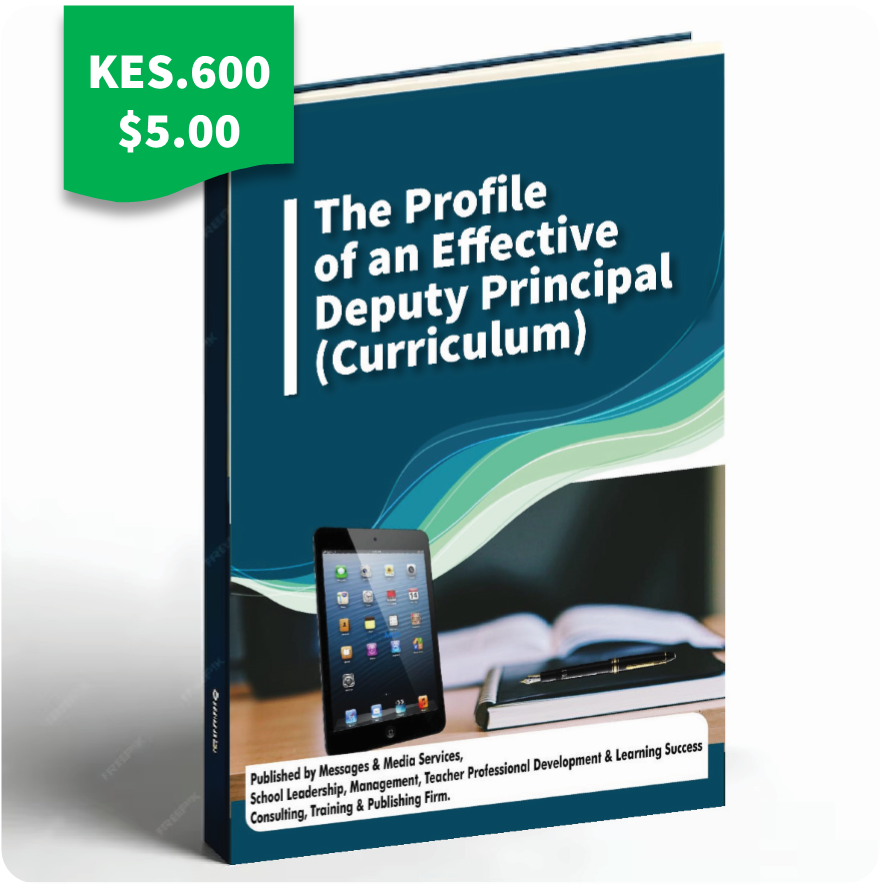 KES.600
$5.00
The Profile
of an Effective
Deputy Principal
(Curriculum)
Published by Messages & Media Services,
School Leadership, Management, Teacher Professional Development & Learning Success
Consulting, Training & Publishing Firm.